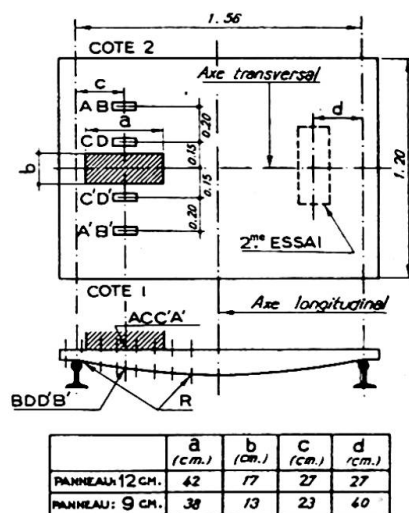 1.56
COTE 2
Axe transversal
c
d
A B
a
0.20
C D
b
0.15
0.15
1.20
C'D'
0.20
A'B'
2.me ESSAI
COTE 1
Axe longitudinal
ACC'A'
BDD'B'
R
a (cm.) b (cm.) c (cm.) d (cm.)
PANNEAU: 12 CM. 42 17 27 27
PANNEAU: 9 CM. 38 13 23 40